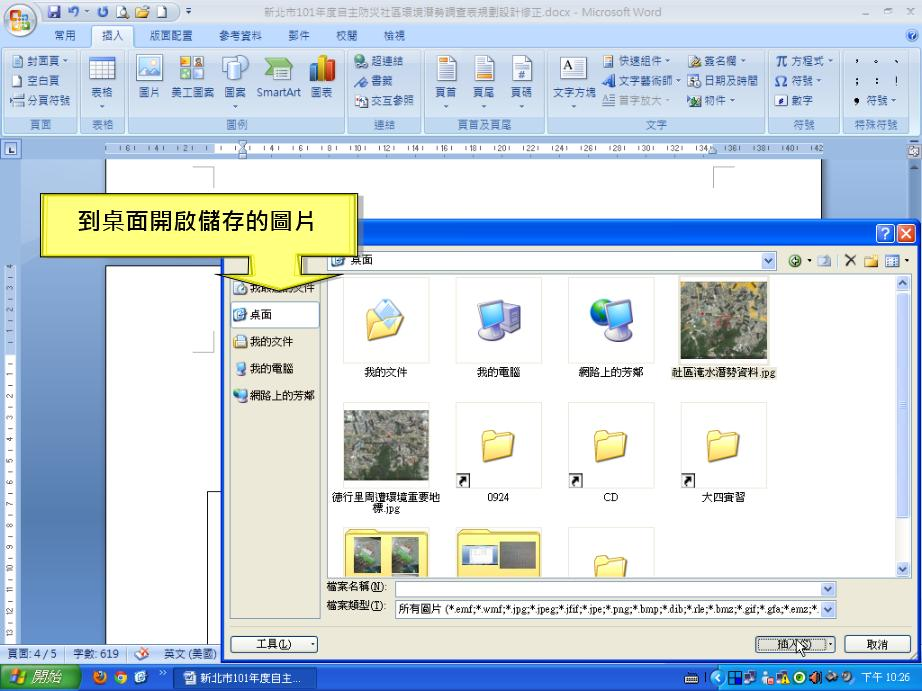 新北市101年度自主防災社區環境潛勢調查表規劃設計修正.docx - Microsoft Word
常用 插入 版面配置 參考資料 郵件 校閱 檢視
封面頁
空白頁
分頁符號
頁面
表格
表格
圖片 美工圖案 圖案 SmartArt 圖表
圖例
超連結
書籤
交互參照
連結
頁首 頁尾 頁碼
頁首及頁尾
文字方塊
快速組件
文字藝術師
首字放大
簽名欄
日期及時間
物件
文字
方程式
符號
數字
符號
符號
特殊符號
到桌面開啟儲存的圖片
桌面
我最近的文件
桌面
我的文件
我的電腦
網路上的芳鄰
我的文件
我的電腦
網路上的芳鄰
社區淹水潛勢資料.jpg
德行里周遭環境重要地
標.jpg
0924
CD
大四實習
檔案名稱(N):
檔案類型(T): 所有圖片 (*.emf;*.wmf;*.jpg;*.jpeg;*.jfif;*.jpe;*.png;*.bmp;*.dib;*.rle;*.bmz;*.gif;*.gfa;*.emz;*.
工具(L) 插入(S) 取消
頁面: 4 / 5 字數: 619 英文 (美國)
開始 新北市101年度自主... 下午 10:26